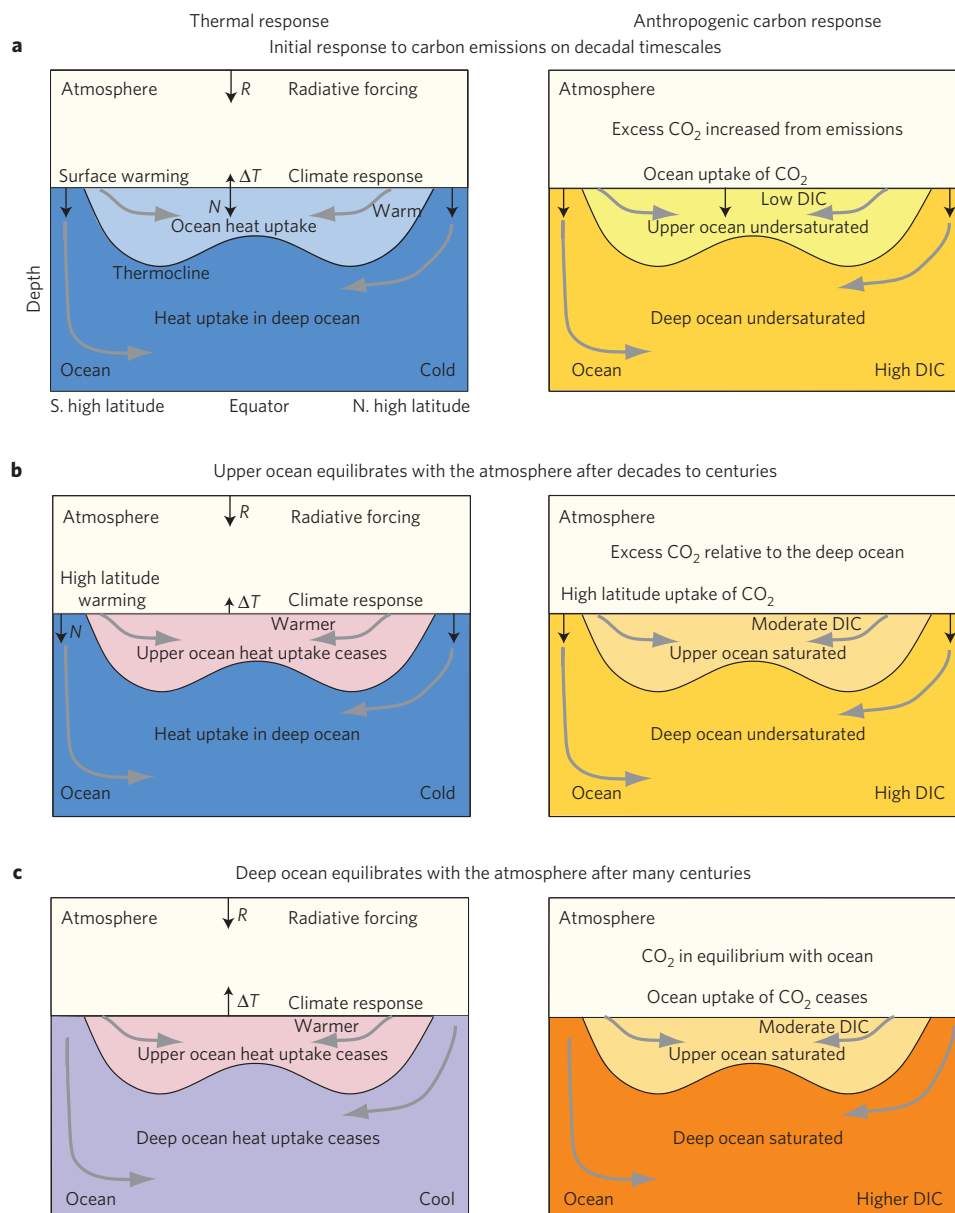 Thermal response
Anthropogenic carbon response
a
Initial response to carbon emissions on decadal timescales
Atmosphere
R
Radiative forcing
Surface warming
ΔT
Climate response
N
Warm
Ocean heat uptake
Thermocline
Depth
Heat uptake in deep ocean
Ocean
Cold
S. high latitude
Equator
N. high latitude
Atmosphere
Excess CO₂ increased from emissions
Ocean uptake of CO₂
Low DIC
Upper ocean undersaturated
Deep ocean undersaturated
Ocean
High DIC
b
Upper ocean equilibrates with the atmosphere after decades to centuries
Atmosphere
R
Radiative forcing
High latitude
warming
ΔT
Climate response
N
Warmer
Upper ocean heat uptake ceases
Heat uptake in deep ocean
Ocean
Cold
Atmosphere
Excess CO₂ relative to the deep ocean
High latitude uptake of CO₂
Moderate DIC
Upper ocean saturated
Deep ocean undersaturated
Ocean
High DIC
c
Deep ocean equilibrates with the atmosphere after many centuries
Atmosphere
R
Radiative forcing
ΔT
Climate response
Warmer
Upper ocean heat uptake ceases
Deep ocean heat uptake ceases
Ocean
Cool
Atmosphere
CO₂ in equilibrium with ocean
Ocean uptake of CO₂ ceases
Moderate DIC
Upper ocean saturated
Deep ocean saturated
Ocean
Higher DIC